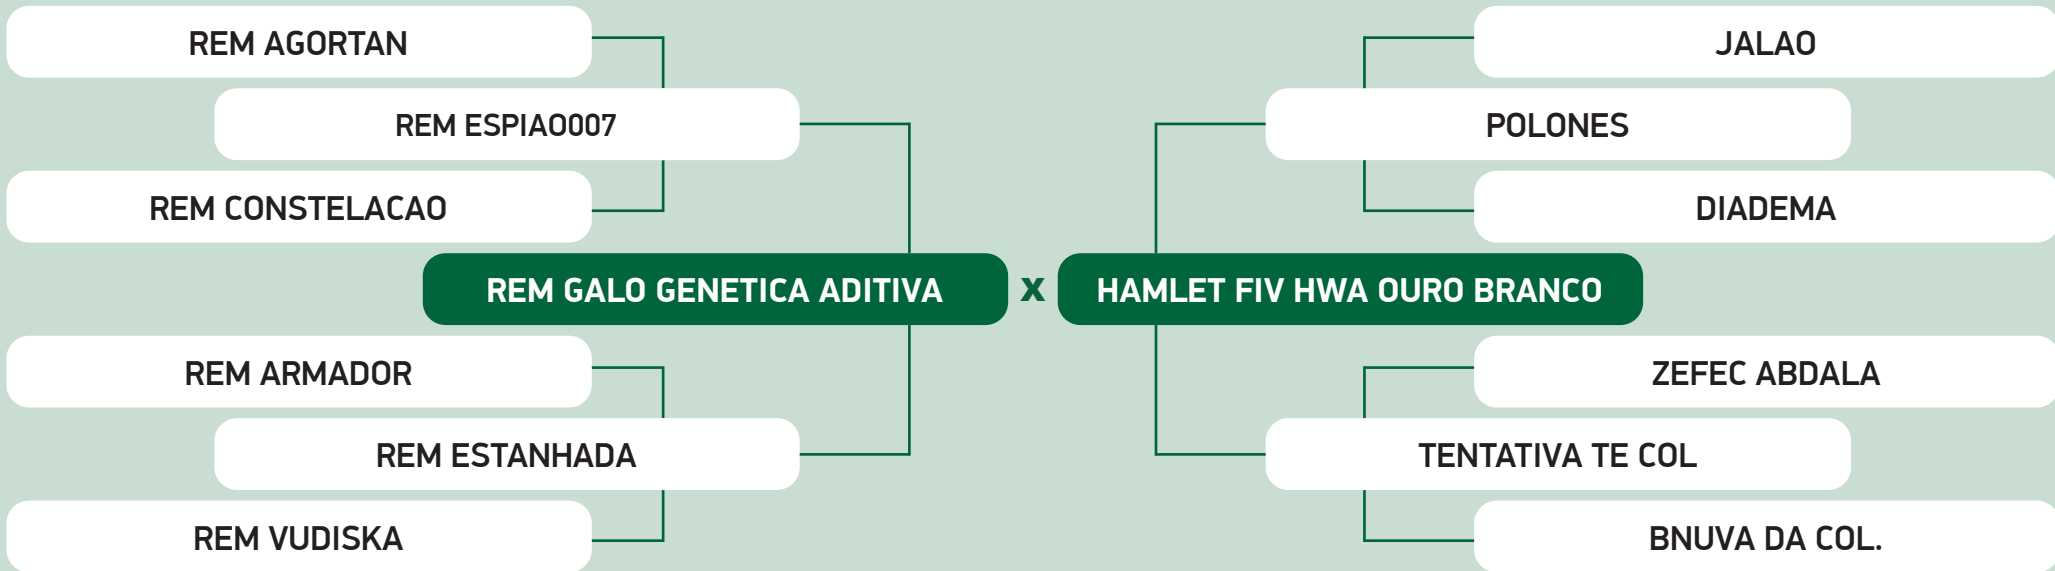 REM AGORTAN
JALAO
REM ESPIAO007
POLONES
REM CONSTELACAO
DIADEMA
REM GALO GENETICA ADITIVA X HAMLET FIV HWA OURO BRANCO
REM ARMADOR
ZEFEC ABDALA
REM ESTANHADA
TENTATIVA TE COL
REM VUDISKA
BNUVA DA COL.